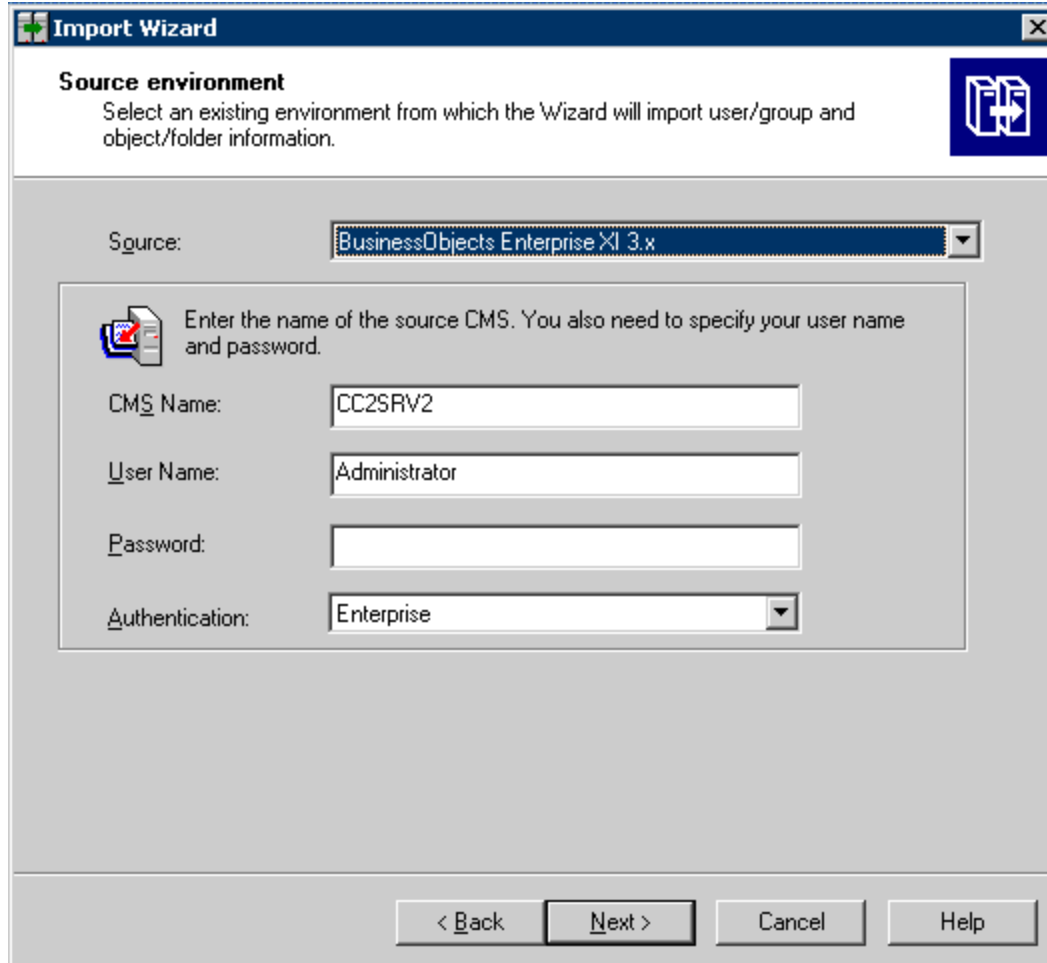 Import Wizard
Source environment
Select an existing environment from which the Wizard will import user/group and
object/folder information.
Source: BusinessObjects Enterprise XI 3.x
Enter the name of the source CMS. You also need to specify your user name
and password.
CMS Name: CC2SRV2
User Name: Administrator
Password:
Authentication: Enterprise
< Back Next > Cancel Help